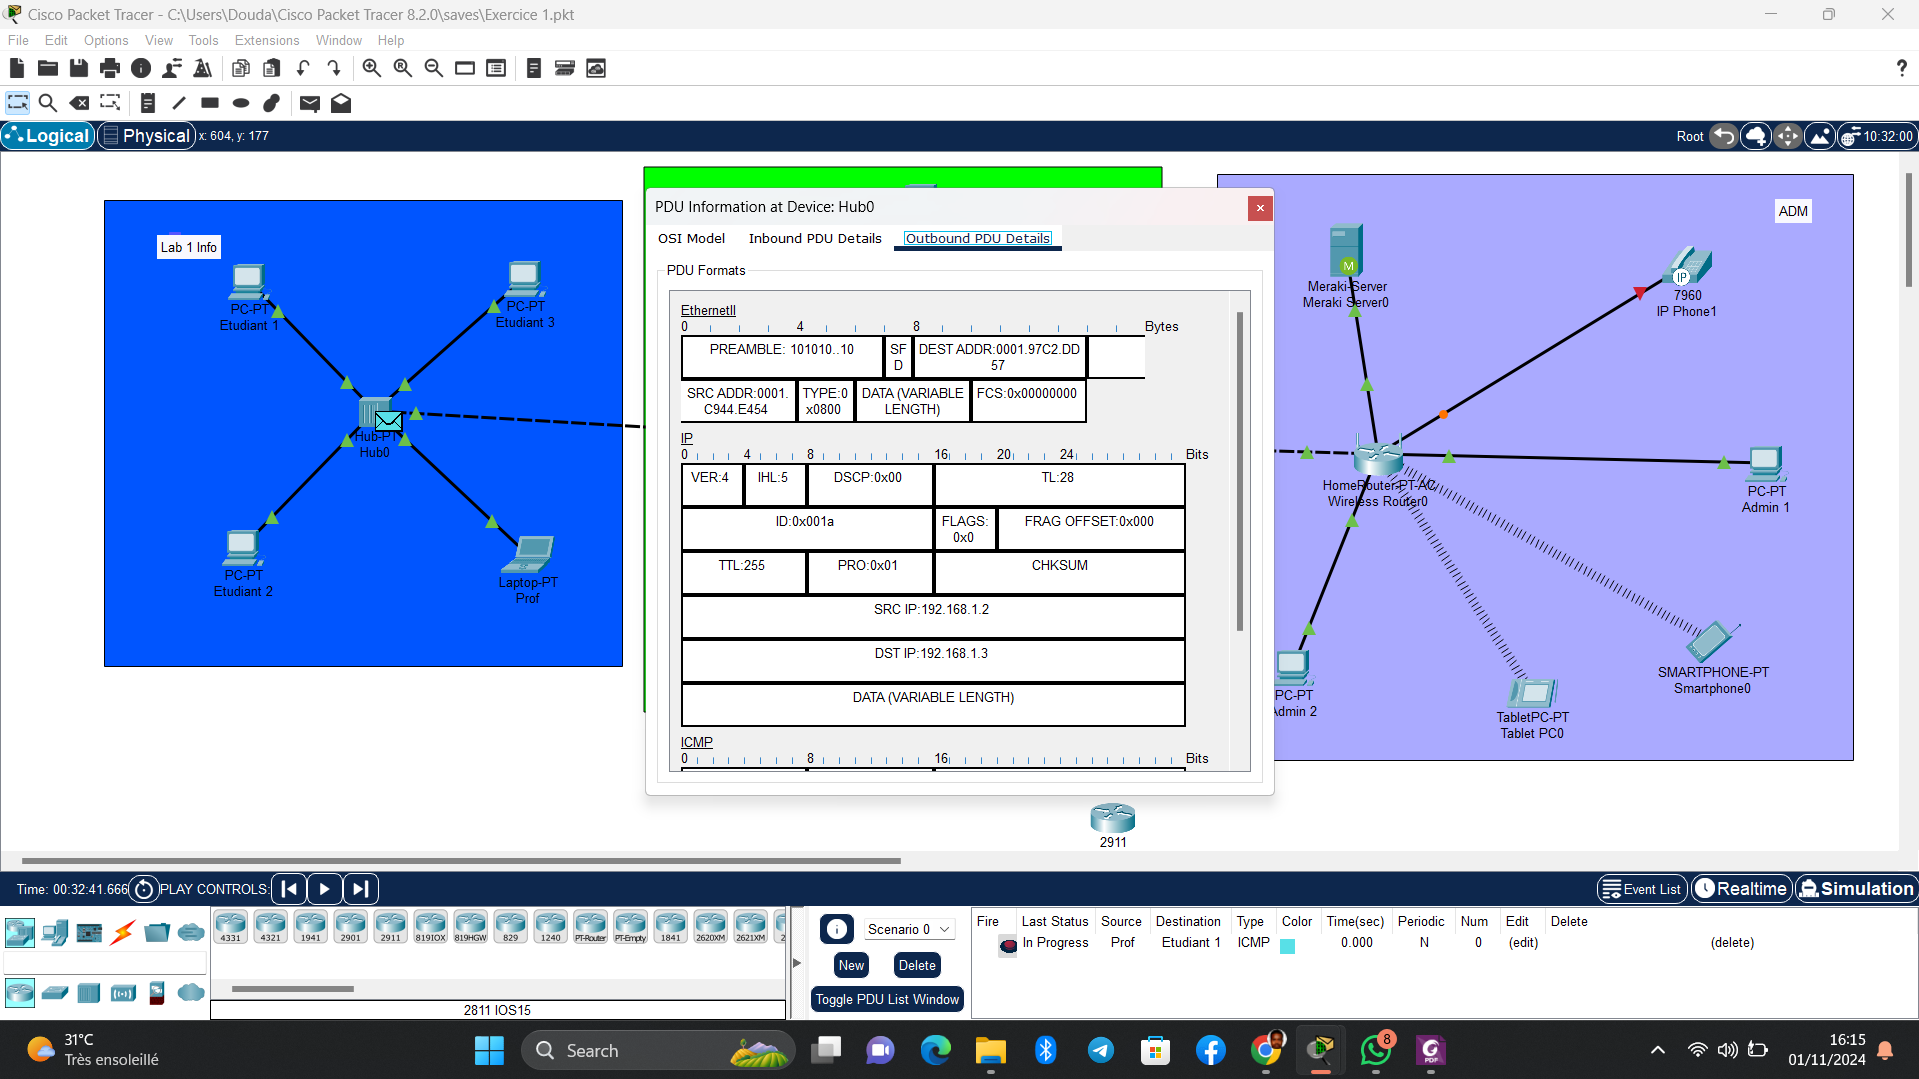 Cisco Packet Tracer - C:\Users\Douda\Cisco Packet Tracer 8.2.0\saves\Exercice 1.pkt
File Edit Options View Tools Extensions Window Help
?
Logical Physical x: 604, y: 177 Root 10:32:00
Lab 1 Info
PC-PT
Etudiant 1
PC-PT
Etudiant 3
Hub-PT
Hub0
PC-PT
Etudiant 2
Laptop-PT
Prof
PDU Information at Device: Hub0
OSI Model Inbound PDU Details Outbound PDU Details
PDU Formats
EthernetII
0 4 8 Bytes
PREAMBLE: 101010..10
SF
D
DEST ADDR:0001.97C2.DD
57
SRC ADDR:0001.
C944.E454
TYPE:0
x0800
DATA (VARIABLE
LENGTH)
FCS:0x00000000
IP
0 4 8 16 20 24 Bits
VER:4 IHL:5 DSCP:0x00 TL:28
ID:0x001a
FLAGS:
0x0
FRAG OFFSET:0x000
TTL:255 PRO:0x01 CHKSUM
SRC IP:192.168.1.2
DST IP:192.168.1.3
DATA (VARIABLE LENGTH)
ICMP
0 8 16 Bits
ADM
M
Meraki-Server
Meraki Server0
IP
7960
IP Phone1
HomeRouter-PT-AC
Wireless Router0
PC-PT
Admin 1
PC-PT
Admin 2
SMARTPHONE-PT
Smartphone0
TabletPC-PT
Tablet PC0
2911
Time: 00:32:41.666 PLAY CONTROLS: Event List Realtime Simulation
4331 4321 1941 2901 2911 819IOX 819HGW 829 1240 PT-Router PT-Empty 1841 2620XM 2621XM 2
2811 IOS15
Scenario 0
New Delete
Toggle PDU List Window
Fire Last Status Source Destination Type Color Time(sec) Periodic Num Edit Delete
In Progress Prof Etudiant 1 ICMP 0.000 N 0 (edit) (delete)
31°C
Très ensoleillé
Search
8
PDF
16:15
01/11/2024